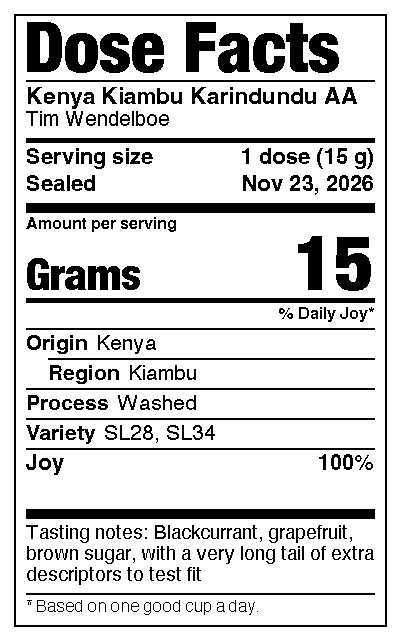 Dose Facts
Kenya Kiambu Karindundu AA
Tim Wendelboe
Serving size 1 dose (15 g)
Sealed Nov 23, 2026
Amount per serving
Grams 15
% Daily Joy*
Origin Kenya
Region Kiambu
Process Washed
Variety SL28, SL34
Joy 100%
Tasting notes: Blackcurrant, grapefruit,
brown sugar, with a very long tail of extra
descriptors to test fit
* Based on one good cup a day.